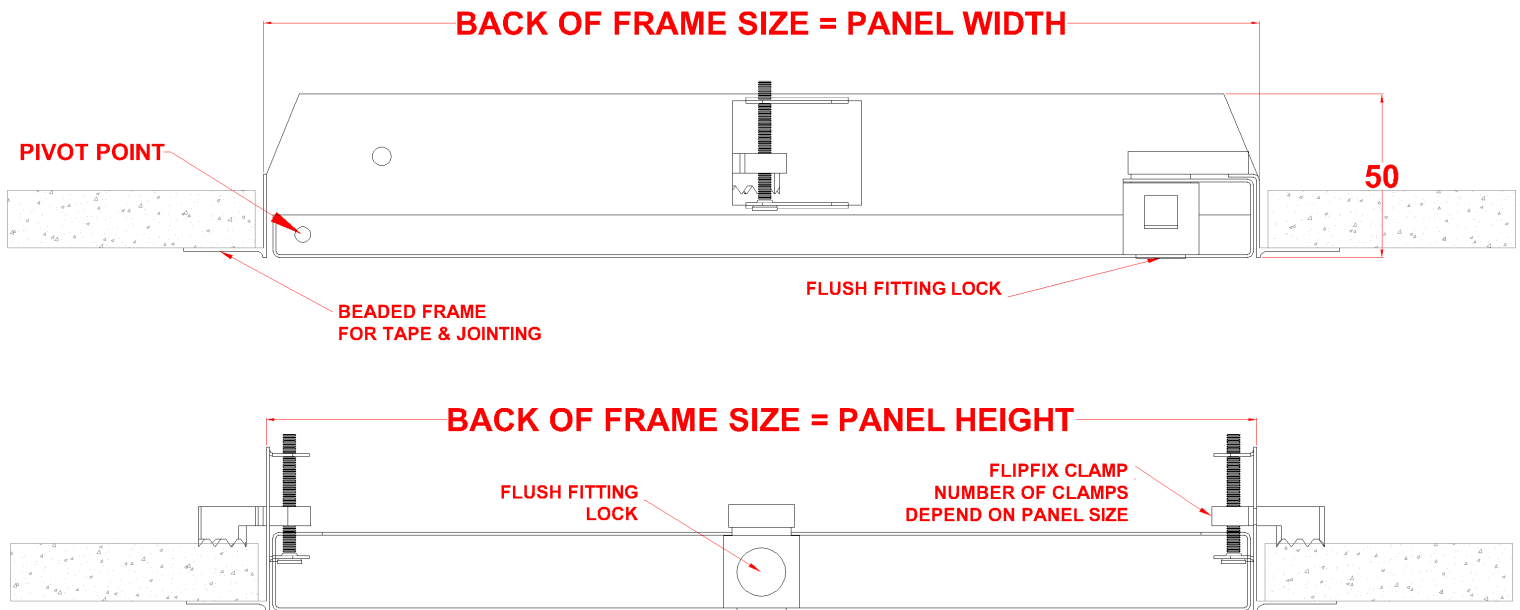 BACK OF FRAME SIZE = PANEL WIDTH
PIVOT POINT
50
FLUSH FITTING LOCK
BEADED FRAME
FOR TAPE & JOINTING
BACK OF FRAME SIZE = PANEL HEIGHT
FLUSH FITTING
LOCK
FLIPFIX CLAMP
NUMBER OF CLAMPS
DEPEND ON PANEL SIZE